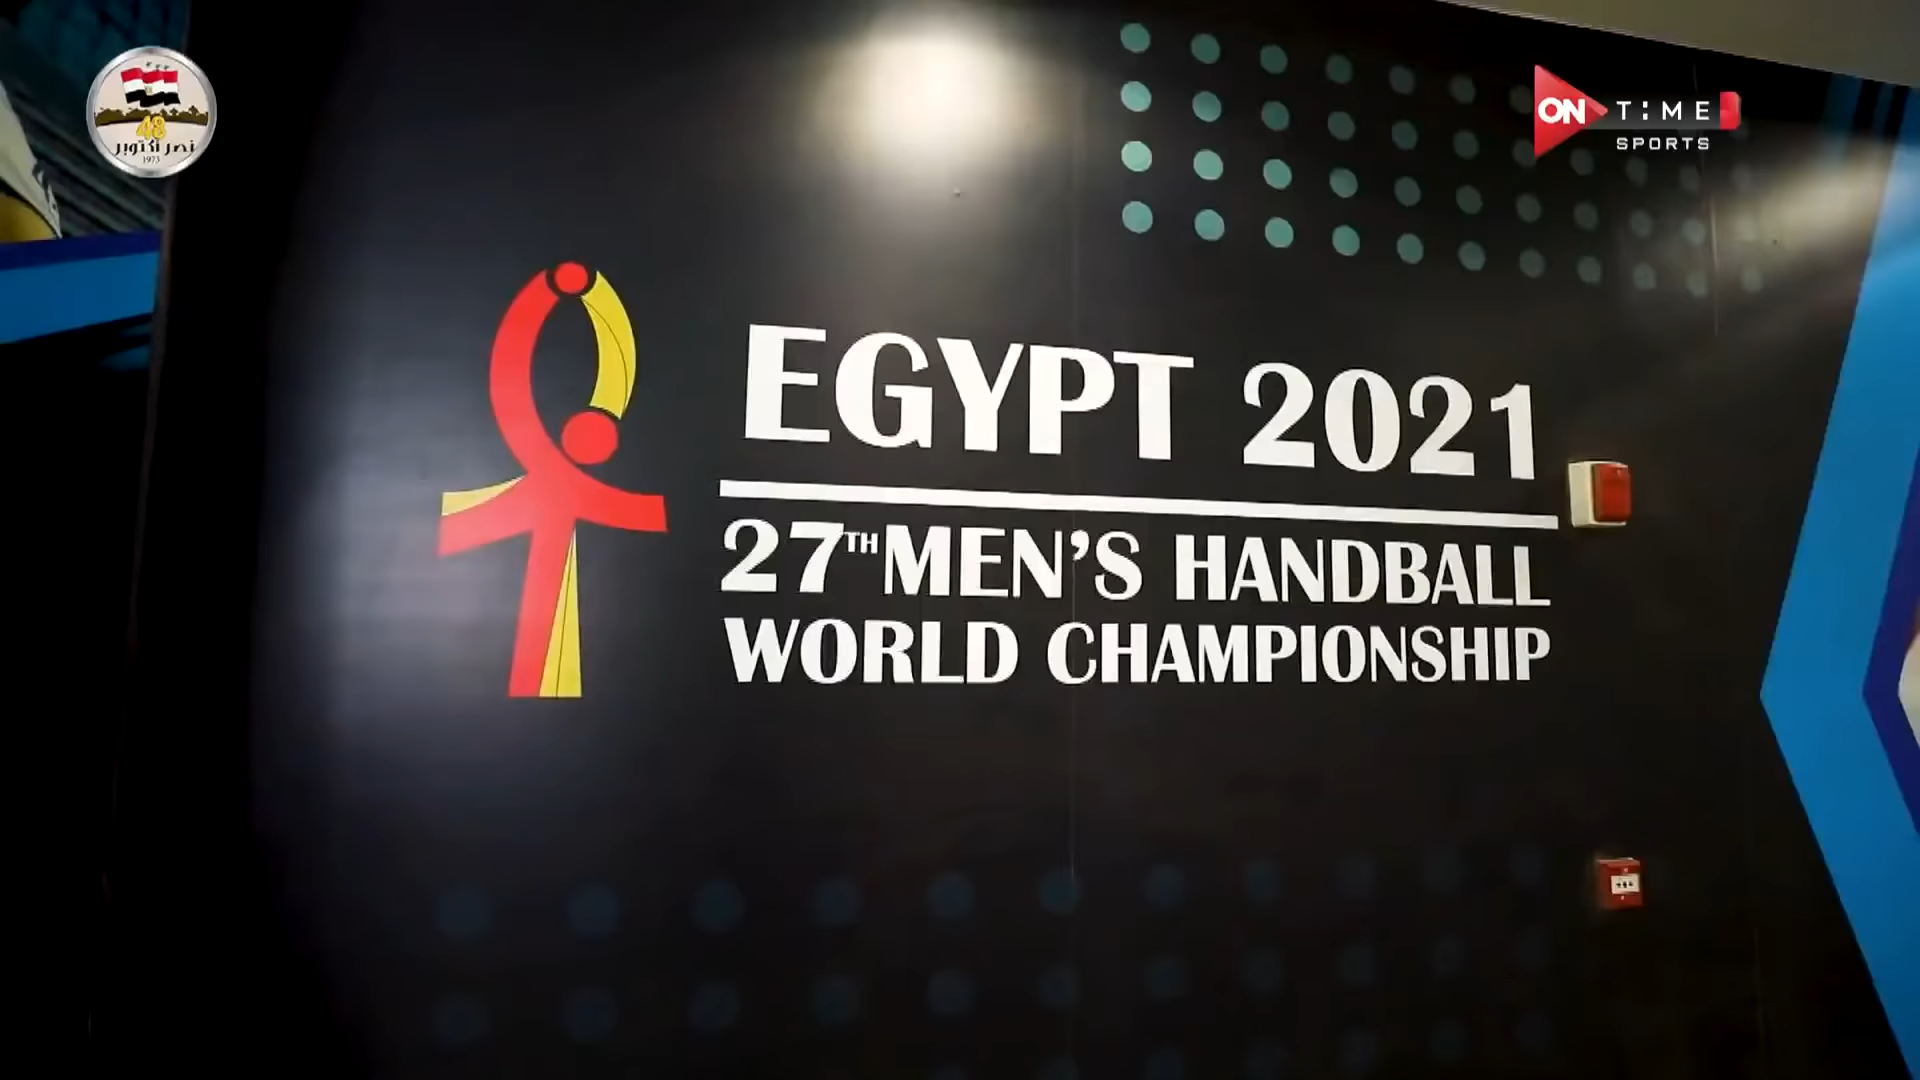 48
نصر أكتوبر
1973
ON TIME
SPORTS
EGYPT 2021
27TH MEN'S HANDBALL
WORLD CHAMPIONSHIP